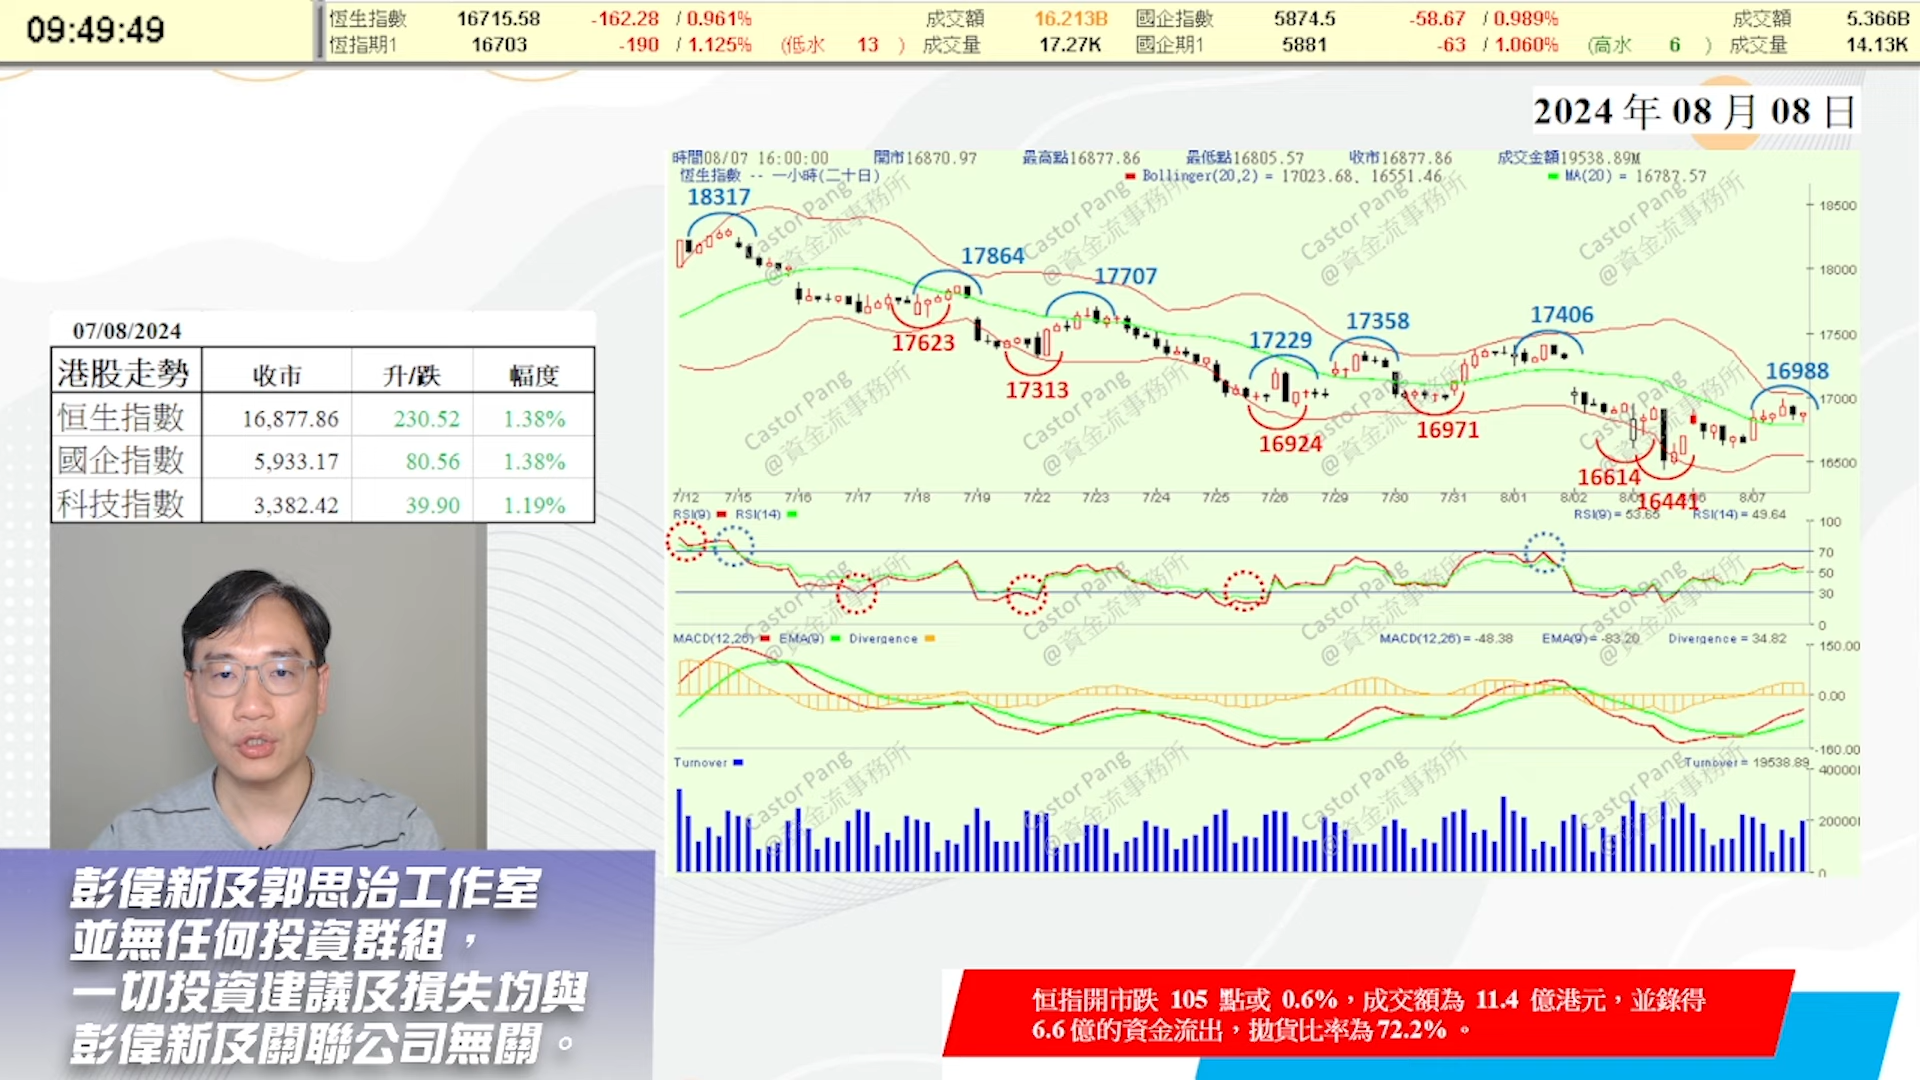 09:49:49
恆生指數 16715.58 -162.28 / 0.961% 成交額 16.213B 國企指數 5874.5 -58.67 / 0.989% 成交額 5.366B
恆指期1 16703 -190 / 1.125% (低水 13 ) 成交量 17.27K 國企期1 5881 -63 / 1.060% (高水 6 ) 成交量 14.13K
2024 年 08 月 08 日
時間08/07 16:00:00 開市16870.97 最高點16877.86 最低點16805.57 收市16877.86 成交金額19538.89M
恆生指數 -- 一小時(二十日) Bollinger(20,2) = 17023.68, 16551.46 MA(20) = 16787.57
18317
17864
17707
17623
17313
17229
17358
17406
16988
16924
16971
16614
16441
18500
18000
17500
17000
16500
7/12 7/15 7/16 7/17 7/18 7/19 7/22 7/23 7/24 7/25 7/26 7/29 7/30 7/31 8/01 8/02 8/07
RSI(9) RSI(14) RSI(9) = 53.65 RSI(14) = 49.64
100
70
50
30
0
MACD(12,26) EMA(9) Divergence MACD(12,26) = -48.38 EMA(9) = -83.20 Divergence = 34.82
150.00
0.00
-160.00
Turnover Turnover = 19538.89
400001
200001
0
Castor Pang
@資金流事務所
07/08/2024
港股走勢 收市 升/跌 幅度
恒生指數 16,877.86 230.52 1.38%
國企指數 5,933.17 80.56 1.38%
科技指數 3,382.42 39.90 1.19%
彭偉新及郭思治工作室
並無任何投資群組，
一切投資建議及損失均與
彭偉新及關聯公司無關。
恒指開市跌 105 點或 0.6%，成交額為 11.4 億港元，並錄得
6.6 億的資金流出，拋貨比率為 72.2%。